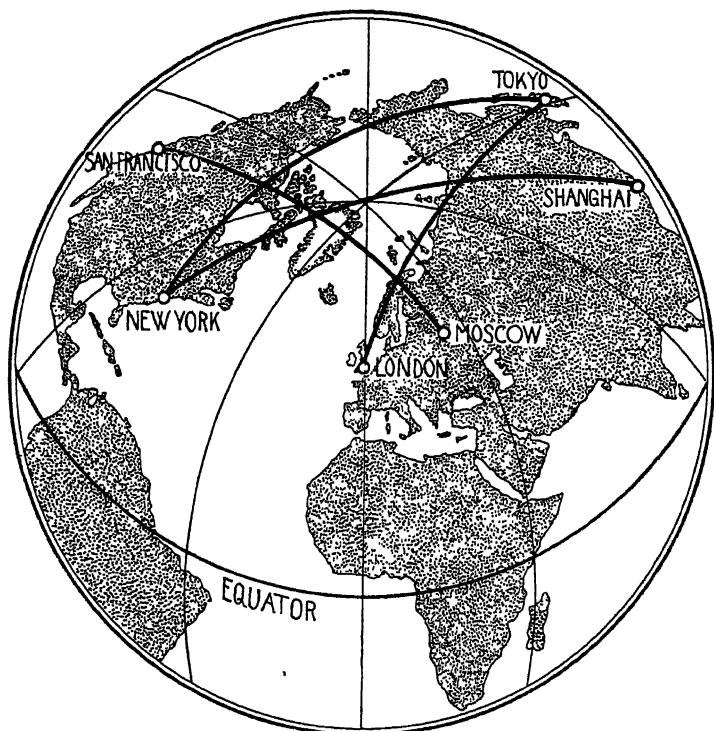 TOKYO
SAN FRANCISCO
SHANGHAI
NEW YORK
MOSCOW
LONDON
EQUATOR